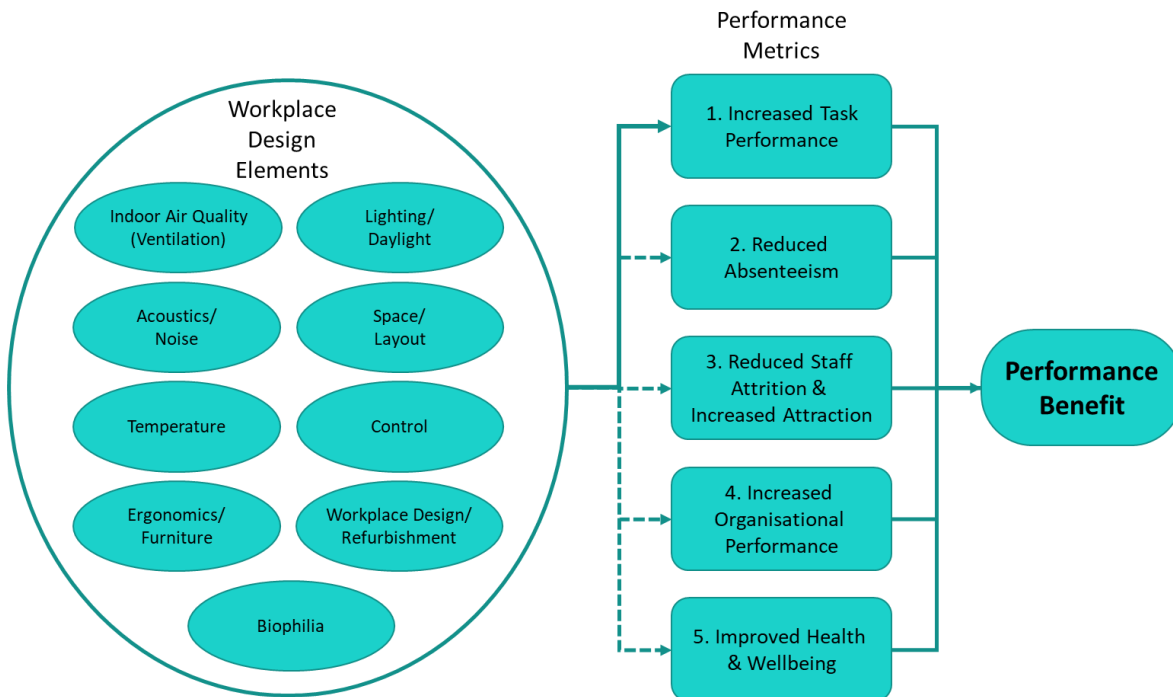 Workplace
Design
Elements
Indoor Air Quality
(Ventilation)
Lighting/
Daylight
Acoustics/
Noise
Space/
Layout
Temperature
Control
Ergonomics/
Furniture
Workplace Design/
Refurbishment
Biophilia
Performance
Metrics
1. Increased Task
Performance
2. Reduced
Absenteeism
3. Reduced Staff
Attrition &
Increased Attraction
4. Increased
Organisational
Performance
5. Improved Health
& Wellbeing
Performance
Benefit